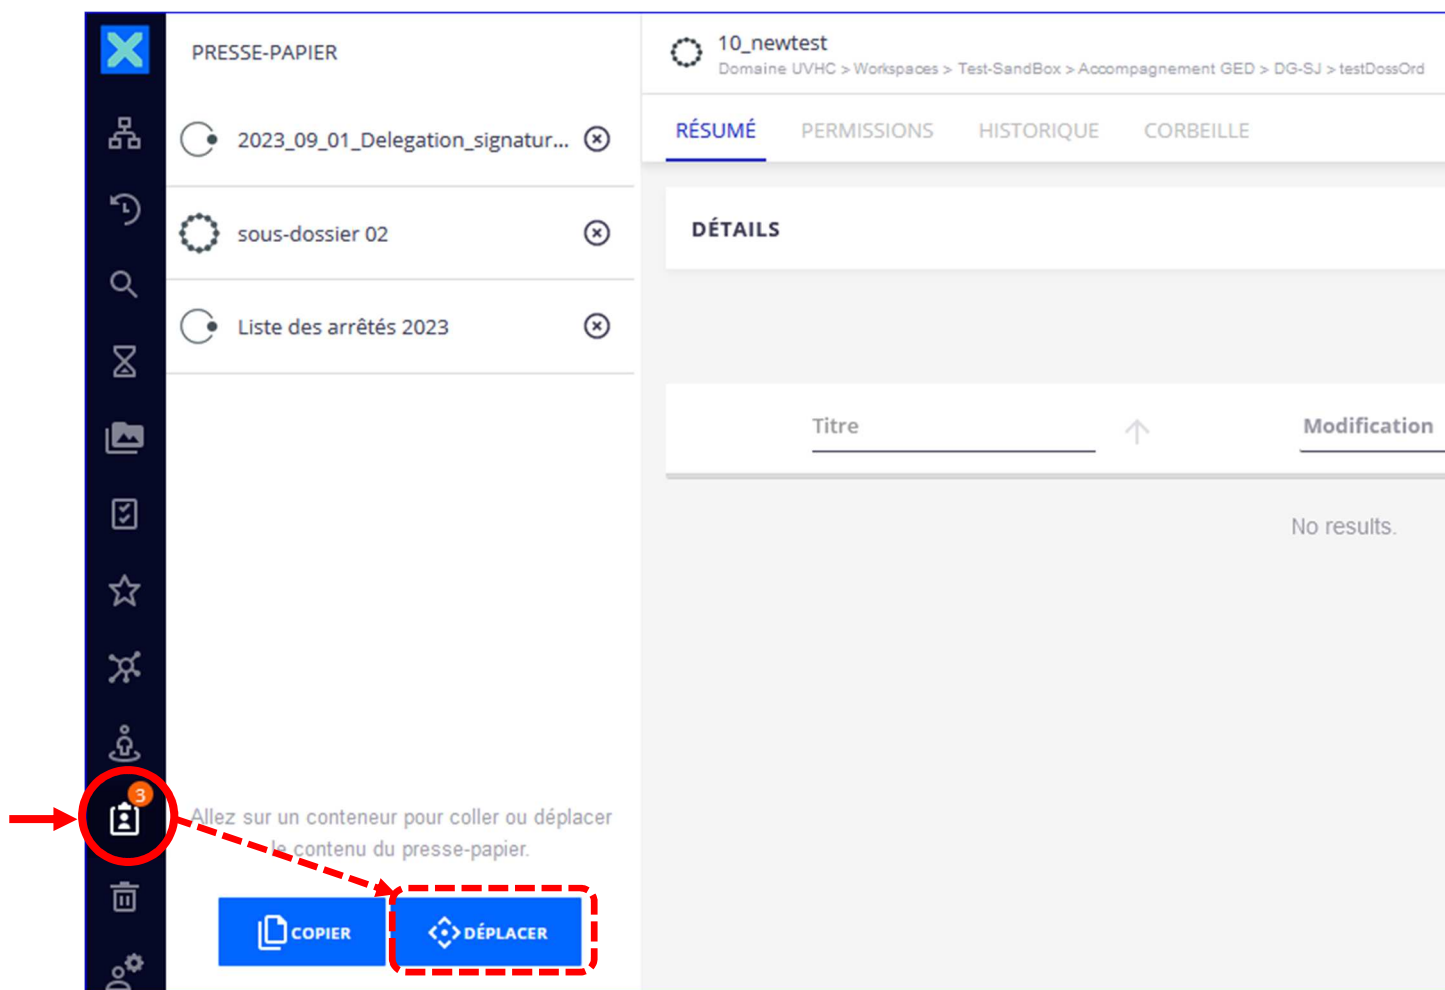 PRESSE-PAPIER
2023_09_01_Delegation_signatur...
sous-dossier 02
Liste des arrêtés 2023
3
Allez sur un conteneur pour coller ou déplacer
le contenu du presse-papier.
COPIER
DÉPLACER
10_newtest
Domaine UVHC > Workspaces > Test-SandBox > Accompagnement GED > DG-SJ > testDossOrd
RÉSUMÉ PERMISSIONS HISTORIQUE CORBEILLE
DÉTAILS
Titre Modification
No results.